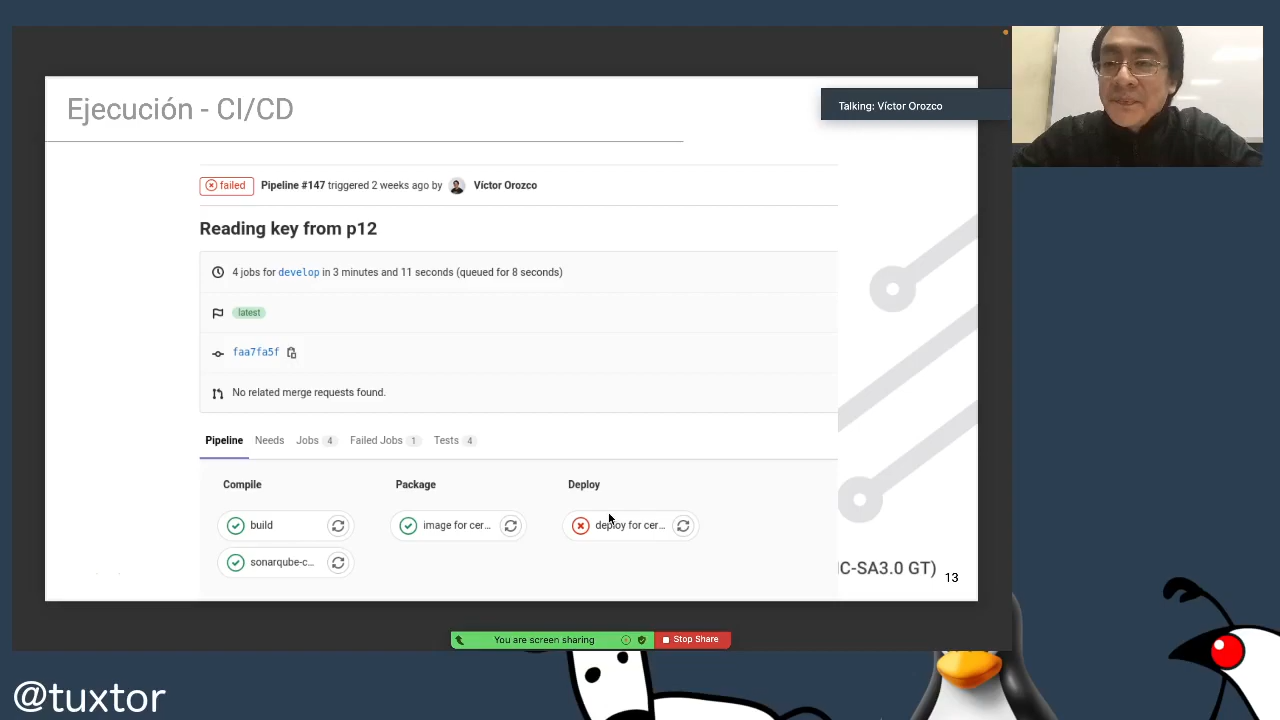 Ejecución - CI/CD
Talking: Víctor Orozco
failed Pipeline #147 triggered 2 weeks ago by Víctor Orozco
Reading key from p12
4 jobs for develop in 3 minutes and 11 seconds (queued for 8 seconds)
latest
faa7fa5f
No related merge requests found.
Pipeline Needs Jobs 4 Failed Jobs 1 Tests 4
Compile Package Deploy
build image for cer... deploy for cer...
sonarqube-c...
IC-SA3.0 GT) 13
You are screen sharing Stop Share
@tuxtor